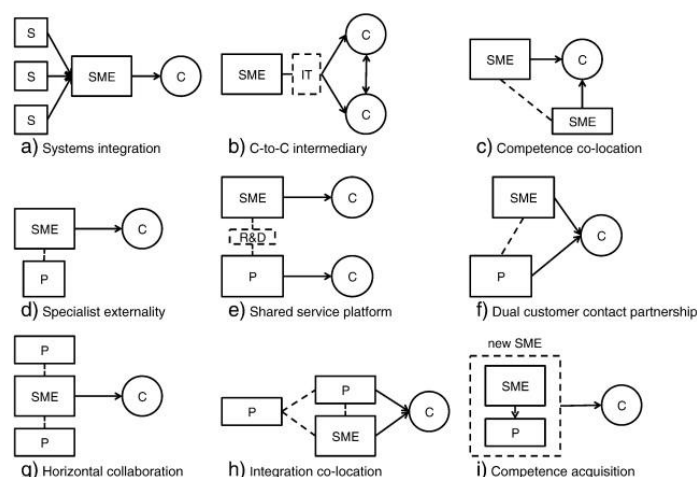 S
S
SME
C
S
a) Systems integration
C
SME
IT
C
b) C-to-C intermediary
SME
C
SME
c) Competence co-location
SME
C
P
d) Specialist externality
SME
C
R&D
P
C
e) Shared service platform
SME
C
P
f) Dual customer contact partnership
P
SME
C
P
g) Horizontal collaboration
P
P
C
SME
h) Integration co-location
new SME
SME
C
P
i) Competence acquisition